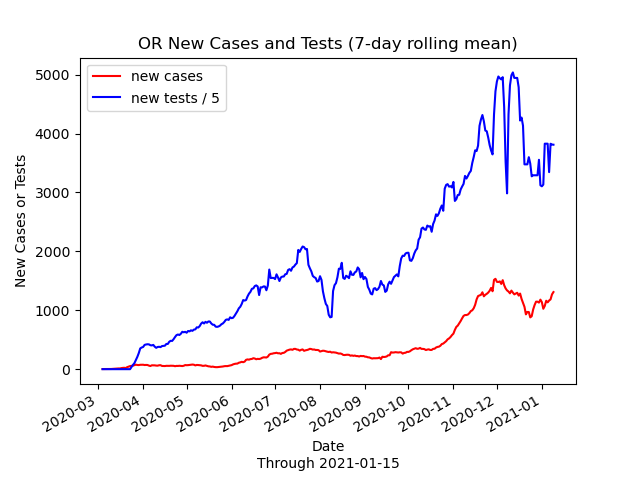 OR New Cases and Tests (7-day rolling mean)
new cases
new tests / 5
New Cases or Tests
5000
4000
3000
2000
1000
0
2020-03
2020-04
2020-05
2020-06
2020-07
2020-08
2020-09
2020-10
2020-11
2020-12
2021-01
Date
Through 2021-01-15